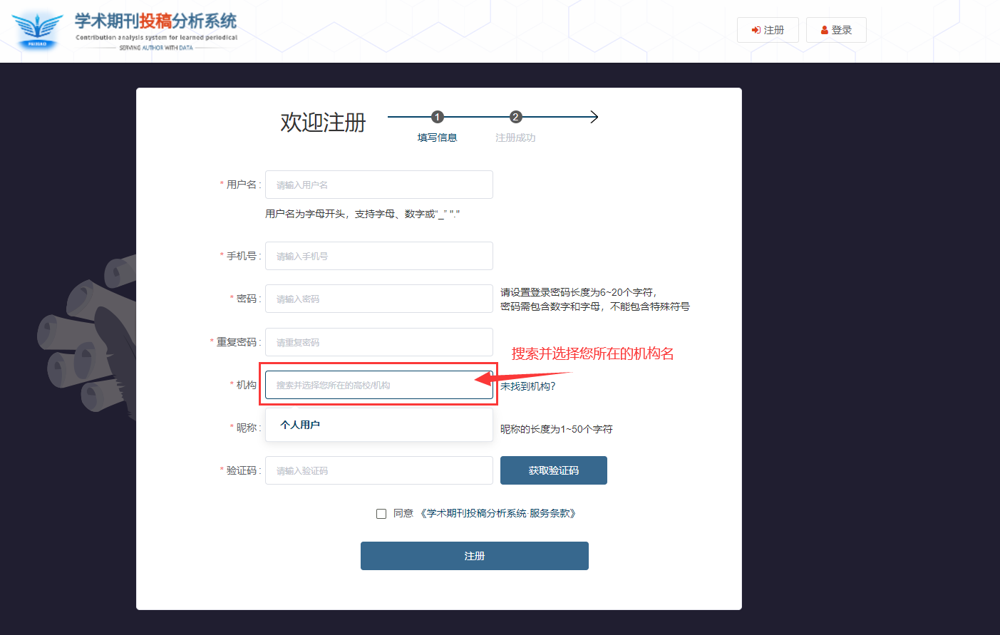 学术期刊投稿分析系统
Contribution analysis system for learned periodical
SERVING AUTHOR WITH DATA
PAIXIAO
注册
登录
欢迎注册
1
2
填写信息
注册成功
* 用户名 :
请输入用户名
用户名为字母开头，支持字母、数字或“_” "."
* 手机号 :
请输入手机号
* 密码 :
请输入密码
请设置登录密码长度为6~20个字符，
密码需包含数字和字母，不能包含特殊符号
* 重复密码 :
请重复密码
搜索并选择您所在的机构名
* 机构
搜索并选择您所在的高校/机构
未找到机构?
* 昵称 :
个人用户
昵称的长度为1~50个字符
* 验证码 :
请输入验证码
获取验证码
同意 《学术期刊投稿分析系统·服务条款》
注册